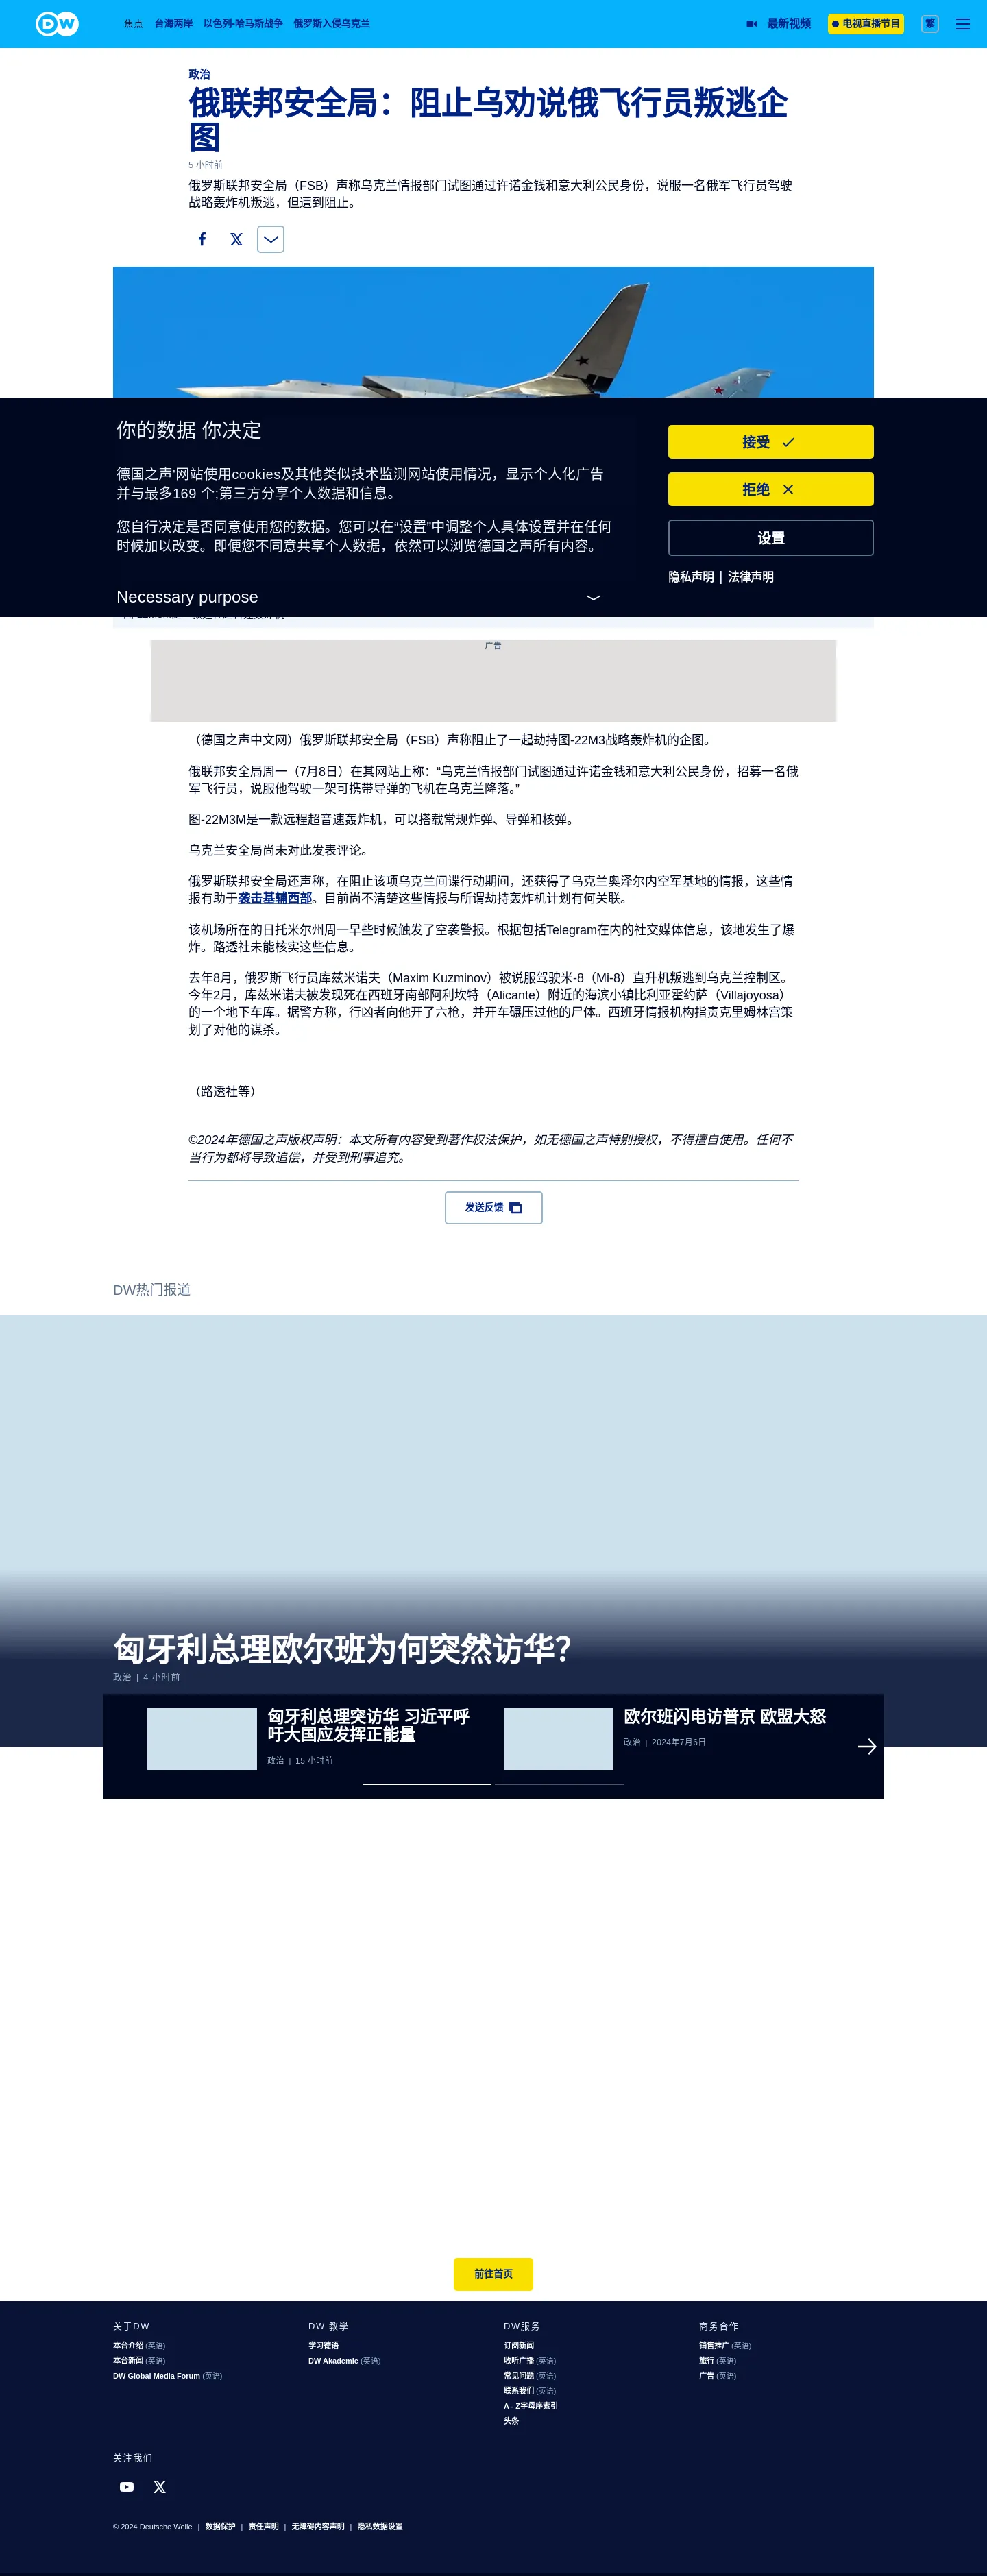 DW
焦点 台海两岸 以色列-哈马斯战争 俄罗斯入侵乌克兰 最新视频 电视直播节目 繁
政治
俄联邦安全局：阻止乌劝说俄飞行员叛逃企
图
5 小时前
俄罗斯联邦安全局（FSB）声称乌克兰情报部门试图通过许诺金钱和意大利公民身份，说服一名俄军飞行员驾驶
战略轰炸机叛逃，但遭到阻止。
你的数据 你决定
德国之声'网站使用cookies及其他类似技术监测网站使用情况，显示个人化广告
并与最多169 个;第三方分享个人数据和信息。
您自行决定是否同意使用您的数据。您可以在“设置”中调整个人具体设置并在任何
时候加以改变。即便您不同意共享个人数据，依然可以浏览德国之声所有内容。
Necessary purpose
接受
拒绝
设置
隐私声明 | 法律声明
广告
（德国之声中文网）俄罗斯联邦安全局（FSB）声称阻止了一起劫持图-22M3战略轰炸机的企图。
俄联邦安全局周一（7月8日）在其网站上称：“乌克兰情报部门试图通过许诺金钱和意大利公民身份，招募一名俄
军飞行员，说服他驾驶一架可携带导弹的飞机在乌克兰降落。”
图-22M3M是一款远程超音速轰炸机，可以搭载常规炸弹、导弹和核弹。
乌克兰安全局尚未对此发表评论。
俄罗斯联邦安全局还声称，在阻止该项乌克兰间谍行动期间，还获得了乌克兰奥泽尔内空军基地的情报，这些情
报有助于袭击基辅西部。目前尚不清楚这些情报与所谓劫持轰炸机计划有何关联。
该机场所在的日托米尔州周一早些时候触发了空袭警报。根据包括Telegram在内的社交媒体信息，该地发生了爆
炸。路透社未能核实这些信息。
去年8月，俄罗斯飞行员库兹米诺夫（Maxim Kuzminov）被说服驾驶米-8（Mi-8）直升机叛逃到乌克兰控制区。
今年2月，库兹米诺夫被发现死在西班牙南部阿利坎特（Alicante）附近的海滨小镇比利亚霍约萨（Villajoyosa）
的一个地下车库。据警方称，行凶者向他开了六枪，并开车碾压过他的尸体。西班牙情报机构指责克里姆林宫策
划了对他的谋杀。
（路透社等）
©2024年德国之声版权声明：本文所有内容受到著作权法保护，如无德国之声特别授权，不得擅自使用。任何不
当行为都将导致追偿，并受到刑事追究。
发送反馈
DW热门报道
匈牙利总理欧尔班为何突然访华？
政治 | 4 小时前
匈牙利总理突访华 习近平呼
吁大国应发挥正能量
政治 | 15 小时前
欧尔班闪电访普京 欧盟大怒
政治 | 2024年7月6日
前往首页
关于DW
本台介绍 (英语)
本台新闻 (英语)
DW Global Media Forum (英语)
DW 教學
学习德语
DW Akademie (英语)
DW服务
订阅新闻
收听广播 (英语)
常见问题 (英语)
联系我们 (英语)
A - Z字母序索引
头条
商务合作
销售推广 (英语)
旅行 (英语)
广告 (英语)
关注我们
© 2024 Deutsche Welle | 数据保护 | 责任声明 | 无障碍内容声明 | 隐私数据设置